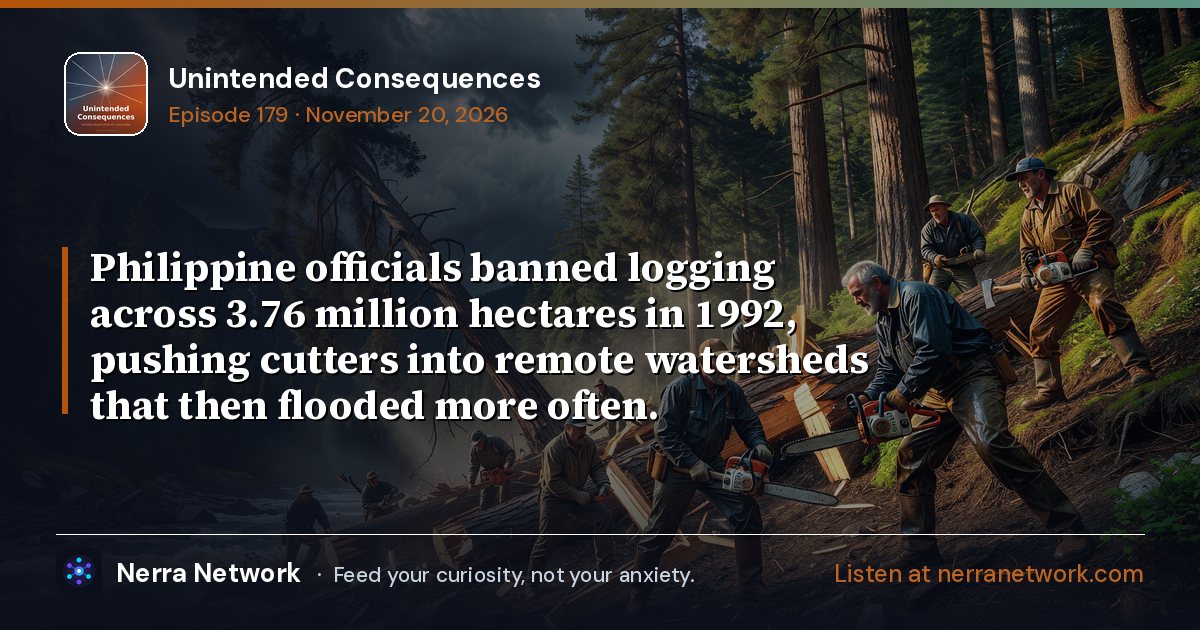 Unintended Consequences
Episode 179 · November 20, 2026
Unintended
Consequences
Philippine officials banned logging
across 3.76 million hectares in 1992,
pushing cutters into remote watersheds
that then flooded more often.
Nerra Network · Feed your curiosity, not your anxiety.
Listen at nerranetwork.com